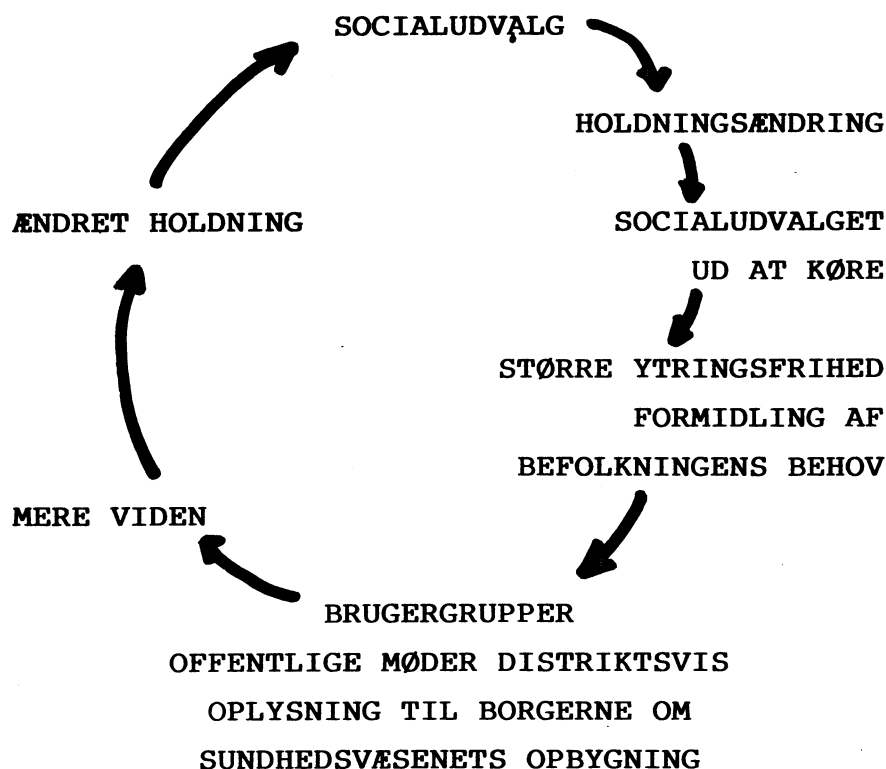 SOCIALUDVALG
HOLDNINGSÆNDRING
SOCIALUDVALGET
UD AT KØRE
STØRRE YTRINGSFRIHED
FORMIDLING AF
BEFOLKNINGENS BEHOV
BRUGERGRUPPER
OFFENTLIGE MØDER DISTRIKTSVIS
OPLYSNING TIL BORGERNE OM
SUNDHEDSVÆSENETS OPBYGNING
MERE VIDEN
ÆNDRET HOLDNING